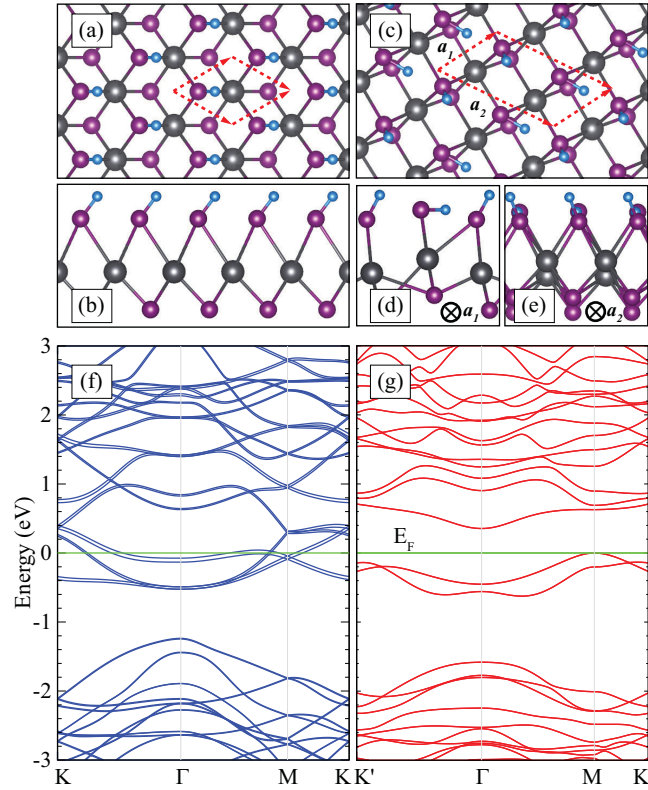 (a)
(c)
a1
a2
(b)
(d)
a1
(e)
a2
(f)
(g)
3
2
1
0
-1
-2
-3
Energy (eV)
EF
K
Γ
M
K
K'
Γ
M
K